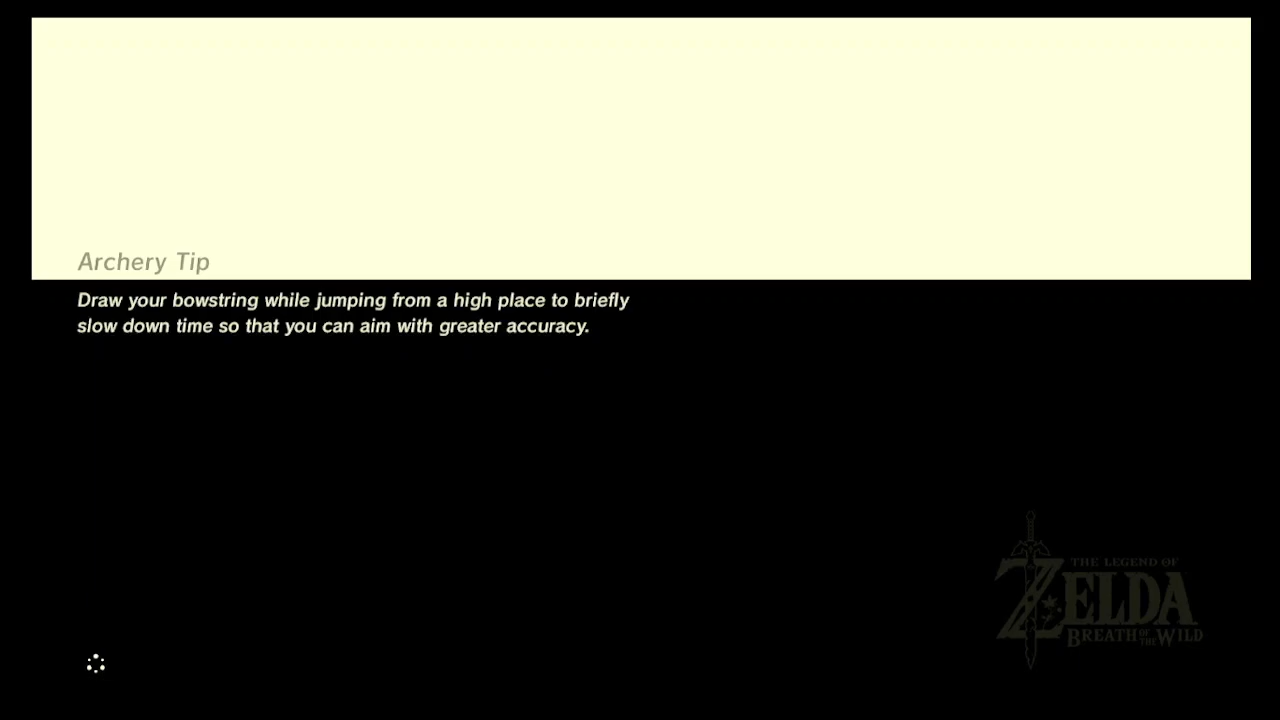 Archery Tip
Draw your bowstring while jumping from a high place to briefly
slow down time so that you can aim with greater accuracy.
THE LEGEND OF
ZELDA
BREATH OF THE WILD